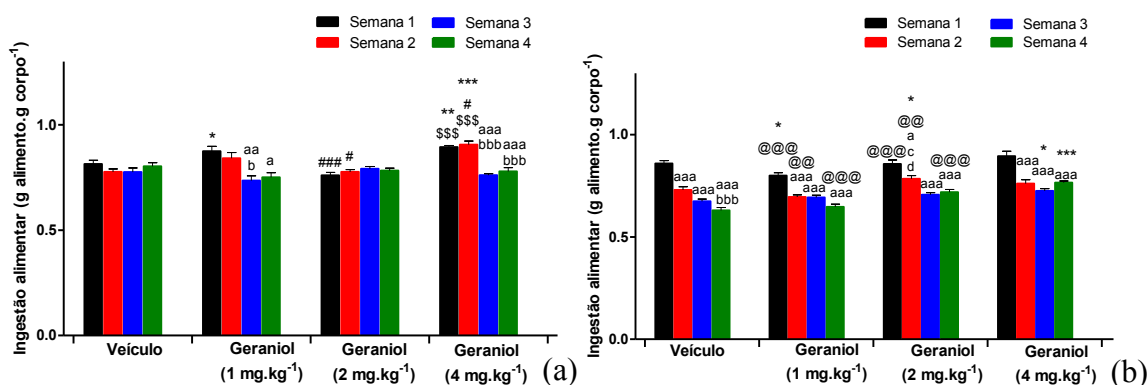 Semana 1 Semana 3
Semana 2 Semana 4
Ingestão alimentar (g alimento.g corpo⁻¹)
1.0
0.5
0.0
*
aa
b
a
###
#
**
$$$
***
#
$$$
aaa
bbb
aaa
bbb
Veículo Geraniol Geraniol Geraniol
(1 mg.kg⁻¹) (2 mg.kg⁻¹) (4 mg.kg⁻¹)
(a)
Semana 1 Semana 3
Semana 2 Semana 4
Ingestão alimentar (g alimento.g corpo⁻¹)
1.0
0.5
0.0
aaa
aaa
aaa
bbb
*
@@@
@@
aaa
aaa
@@@
aaa
@@@
*
@@
a
c
d
aaa
@@@
aaa
aaa
*
aaa
***
aaa
Veículo Geraniol Geraniol Geraniol
(1 mg.kg⁻¹) (2 mg.kg⁻¹) (4 mg.kg⁻¹)
(b)